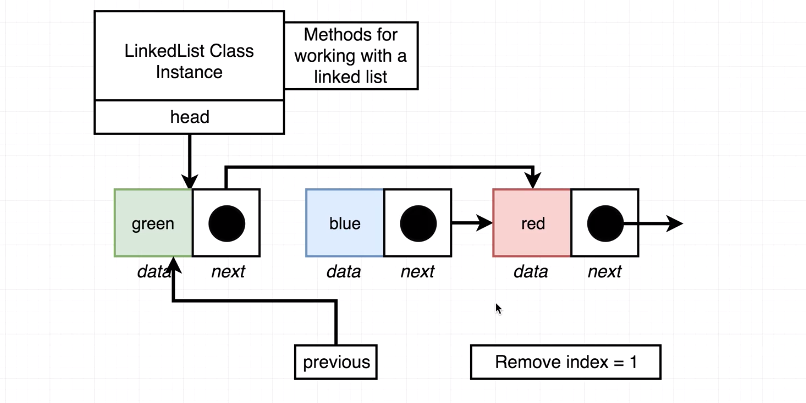 LinkedList Class
Instance
Methods for
working with a
linked list
head
green
blue
red
data
next
data
next
data
next
previous
Remove index = 1